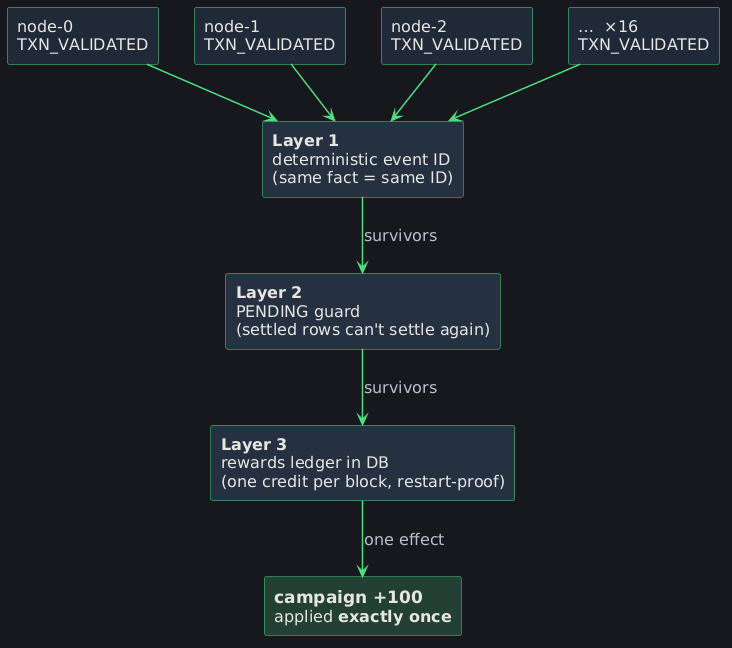 node-0
TXN_VALIDATED
node-1
TXN_VALIDATED
node-2
TXN_VALIDATED
... ×16
TXN_VALIDATED
Layer 1
deterministic event ID
(same fact = same ID)
survivors
Layer 2
PENDING guard
(settled rows can't settle again)
survivors
Layer 3
rewards ledger in DB
(one credit per block, restart-proof)
one effect
campaign +100
applied exactly once